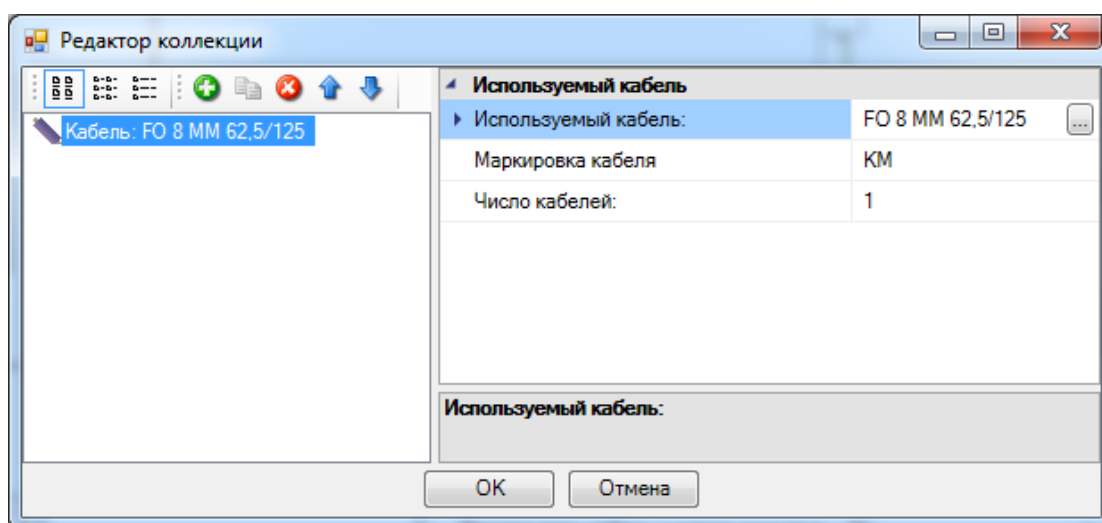 Редактор коллекции
Используемый кабель
Кабель: FO 8 MM 62,5/125
Используемый кабель: FO 8 MM 62,5/125 ...
Маркировка кабеля КМ
Число кабелей: 1
Используемый кабель:
OK Отмена